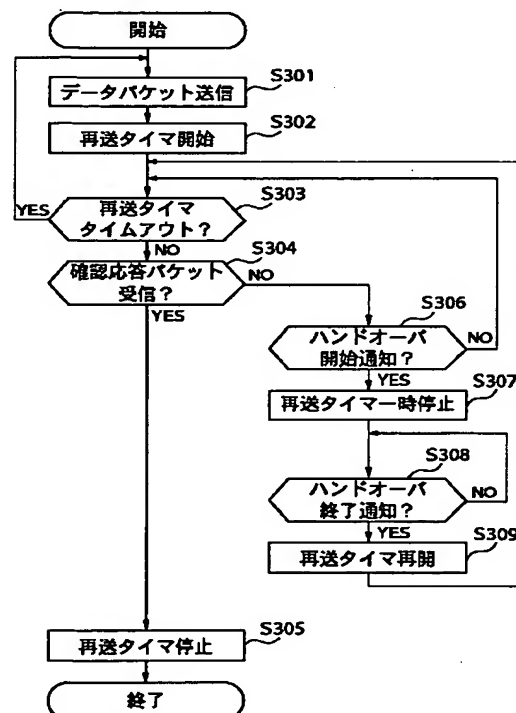 開始
S301
データパケット送信
S302
再送タイマ開始
S303
YES
再送タイマ
タイムアウト?
NO
S304
確認応答パケット
受信?
NO
YES
S306
ハンドオーバ
開始通知?
NO
YES
S307
再送タイマ一時停止
S308
ハンドオーバ
終了通知?
NO
YES
S309
再送タイマ再開
S305
再送タイマ停止
終了